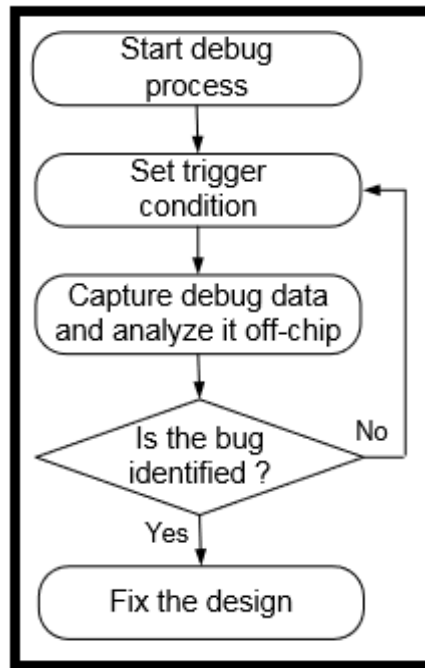 Start debug
process
Set trigger
condition
Capture debug data
and analyze it off-chip
Is the bug
identified ?
No
Yes
Fix the design